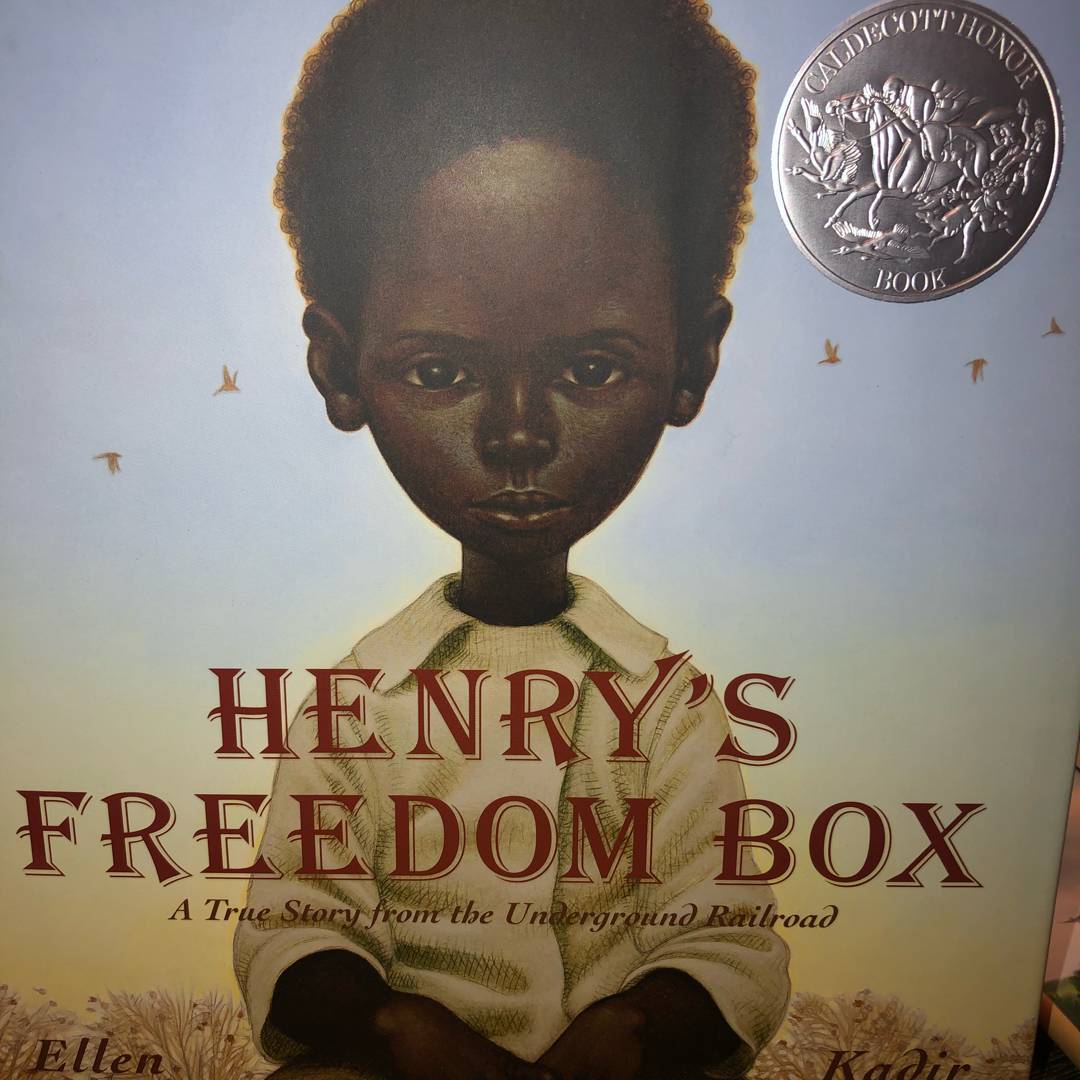 CALDECOTT HONOR
BOOK
HENRY'S
FREEDOM BOX
A True Story from the Underground Railroad
Ellen Kadir